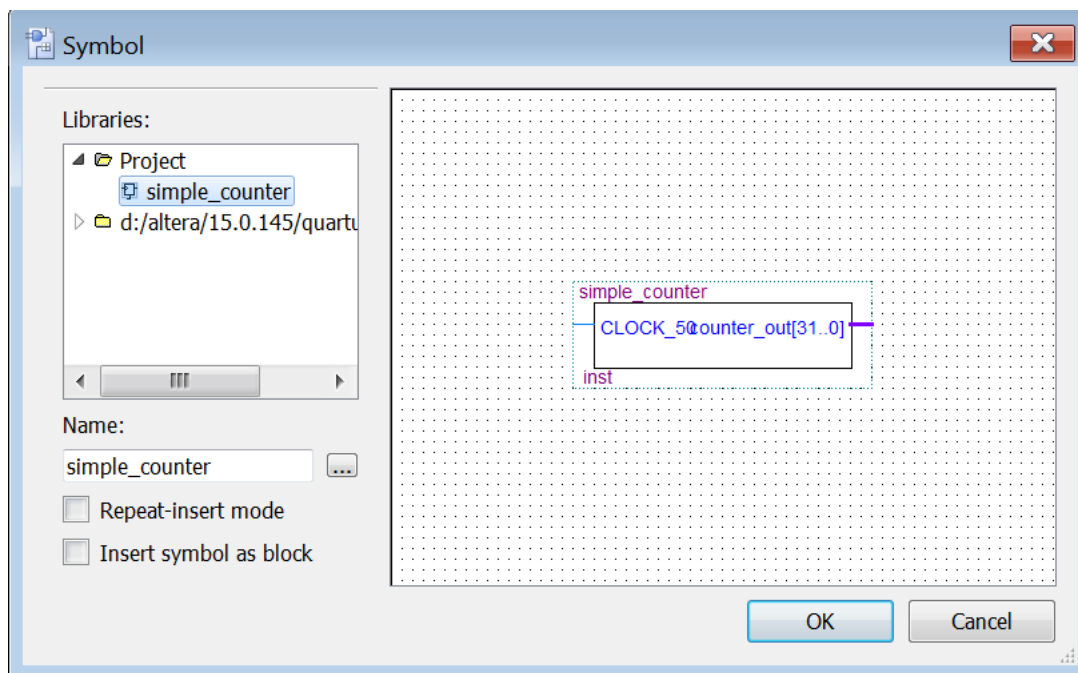 Symbol
Libraries:
Project
simple_counter
d:/altera/15.0.145/quartu
Name:
simple_counter
...
Repeat-insert mode
Insert symbol as block
simple_counter
CLOCK_50 counter_out[31..0]
inst
OK
Cancel